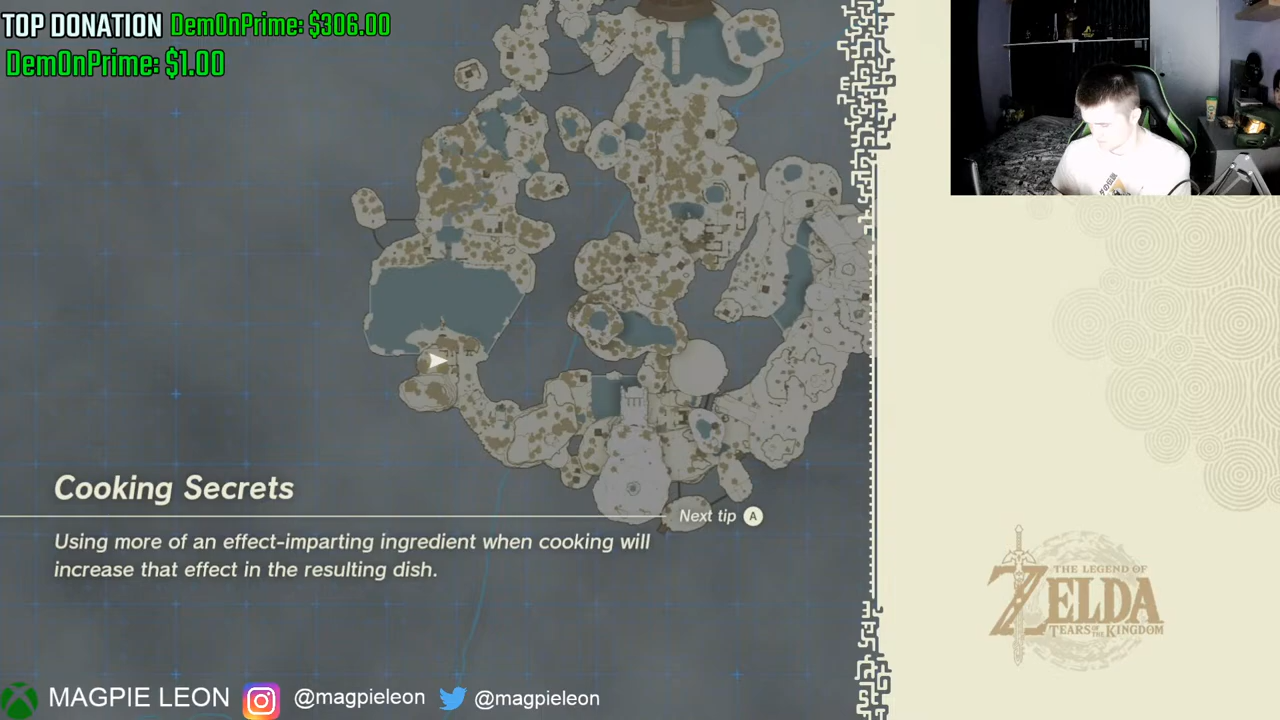 TOP DONATION DemOnPrime: $306.00
DemOnPrime: $1.00
Cooking Secrets
Next tip A
Using more of an effect-imparting ingredient when cooking will
increase that effect in the resulting dish.
THE LEGEND OF
ZELDA
TEARS OF THE KINGDOM
MAGPIE LEON @magpieleon @magpieleon